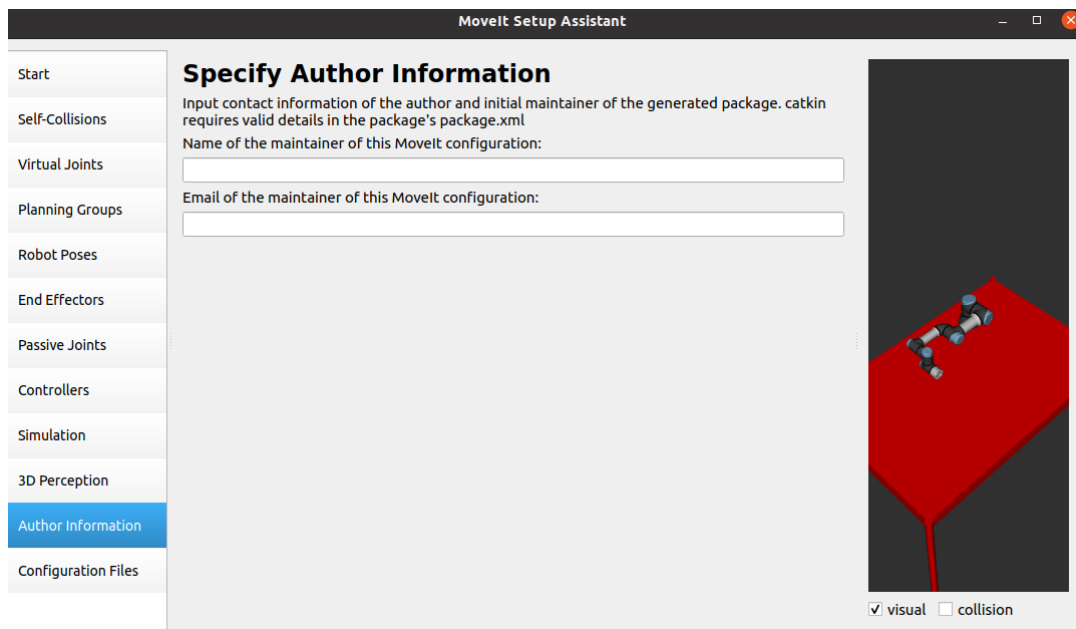 MoveIt Setup Assistant
Start
Self-Collisions
Virtual Joints
Planning Groups
Robot Poses
End Effectors
Passive Joints
Controllers
Simulation
3D Perception
Author Information
Configuration Files
Specify Author Information
Input contact information of the author and initial maintainer of the generated package. catkin
requires valid details in the package's package.xml
Name of the maintainer of this MoveIt configuration:
Email of the maintainer of this MoveIt configuration:
visual collision